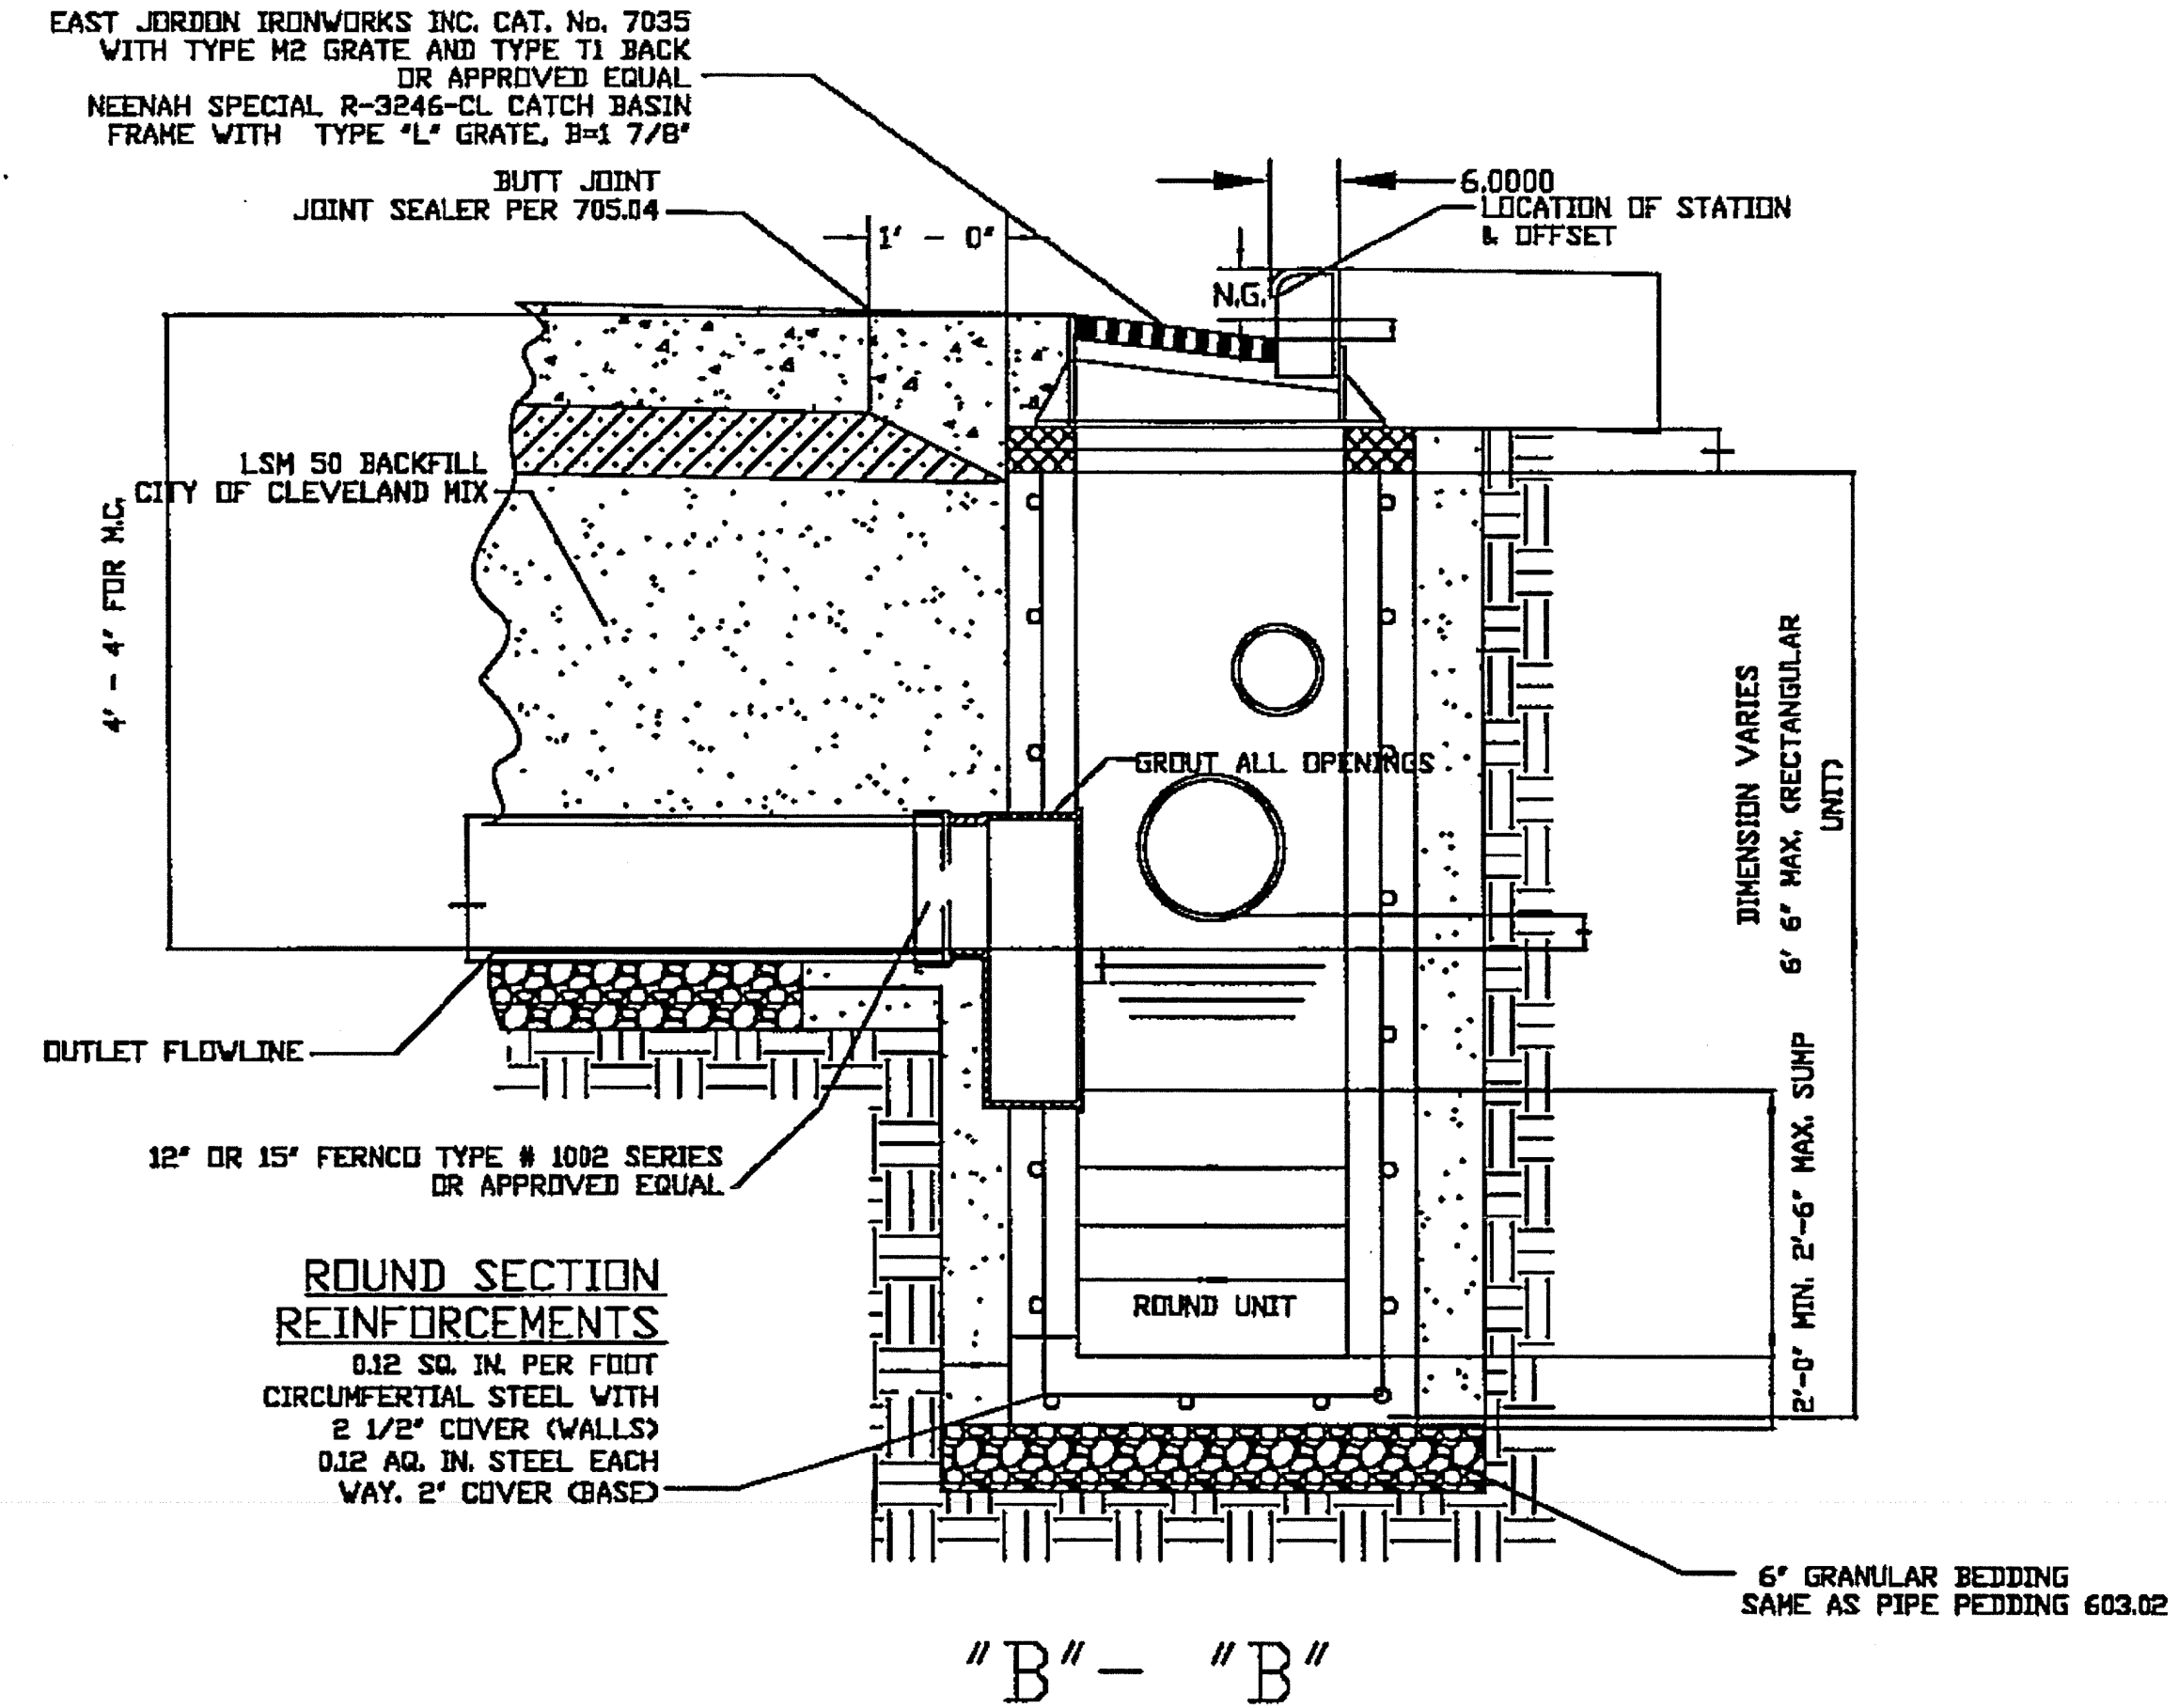 EAST JORDON IRONWORKS INC. CAT. No. 7035
WITH TYPE M2 GRATE AND TYPE T1 BACK
OR APPROVED EQUAL
NEENAH SPECIAL R-3246-CL CATCH BASIN
FRAME WITH TYPE "L" GRATE, B=1 7/8"
BUTT JOINT
JOINT SEALER PER 705.04
1' - 0"
6.0000
LOCATION OF STATION
& OFFSET
N.G.
LSM 50 BACKFILL
CITY OF CLEVELAND MIX
4' - 4" FOR M.C.
GROUT ALL OPENINGS
DIMENSION VARIES
6' 6" MAX. (RECTANGULAR
UNIT)
2'-0" MIN. 2'-6" MAX. SUMP
OUTLET FLOWLINE
12" OR 15" FERNCO TYPE # 1002 SERIES
OR APPROVED EQUAL
ROUND SECTION
REINFORCEMENTS
0.12 SQ. IN. PER FOOT
CIRCUMFERTIAL STEEL WITH
2 1/2" COVER (WALLS)
0.12 AQ. IN. STEEL EACH
WAY. 2" COVER (BASE)
ROUND UNIT
6" GRANULAR BEDDING
SAME AS PIPE PEDDING 603.02
"B" - "B"